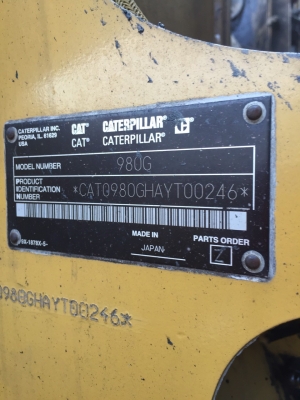 CATERPILLAR INC.
PEORIA, IL 61629
USA
CAT CATERPILLAR
CAT CATERPILLAR
MODEL NUMBER 980G
PRODUCT
IDENTIFICATION
NUMBER
*CAT0980GHAYT00246*
MADE IN
JAPAN
PARTS ORDER
Z
0980GHAYT00246*